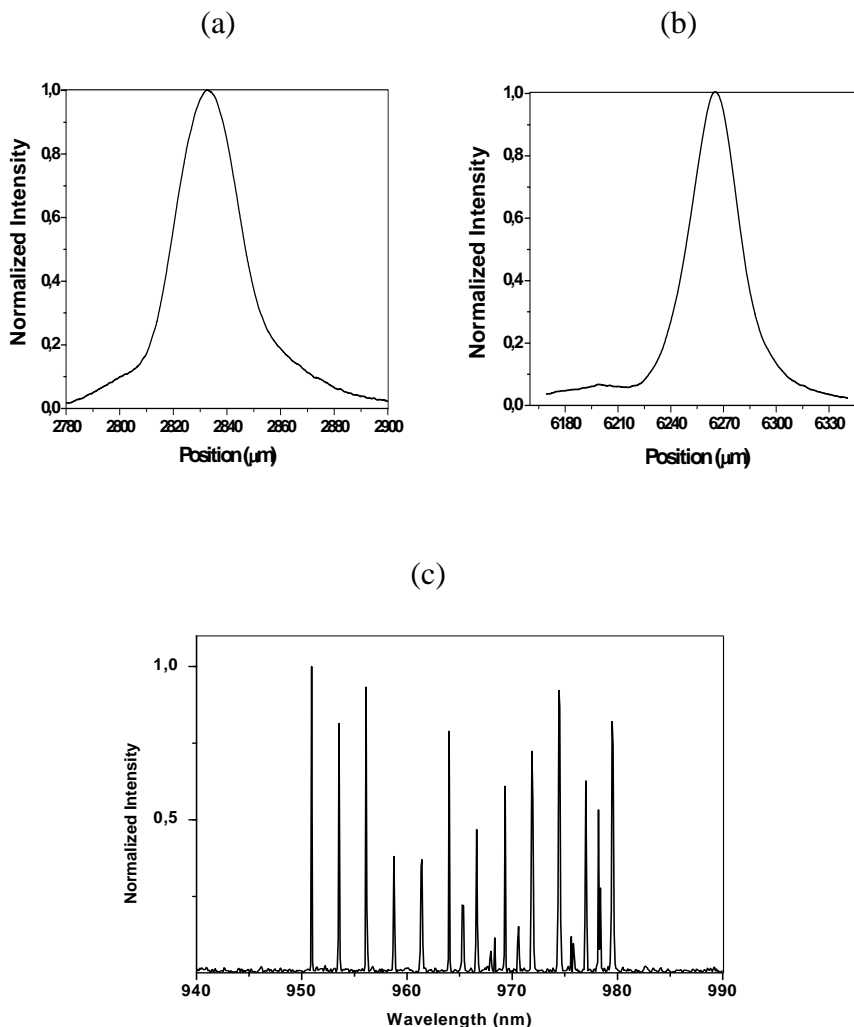 (a)
(b)
1,0
0,8
0,6
0,4
0,2
0,0
Normalized Intensity
2780 2800 2820 2840 2860 2880 2900
Position (μm)
1,0
0,8
0,6
0,4
0,2
0,0
Normalized Intensity
6180 6210 6240 6270 6300 6330
Position (μm)
(c)
1,0
0,5
Normalized Intensity
940 950 960 970 980 990
Wavelength (nm)